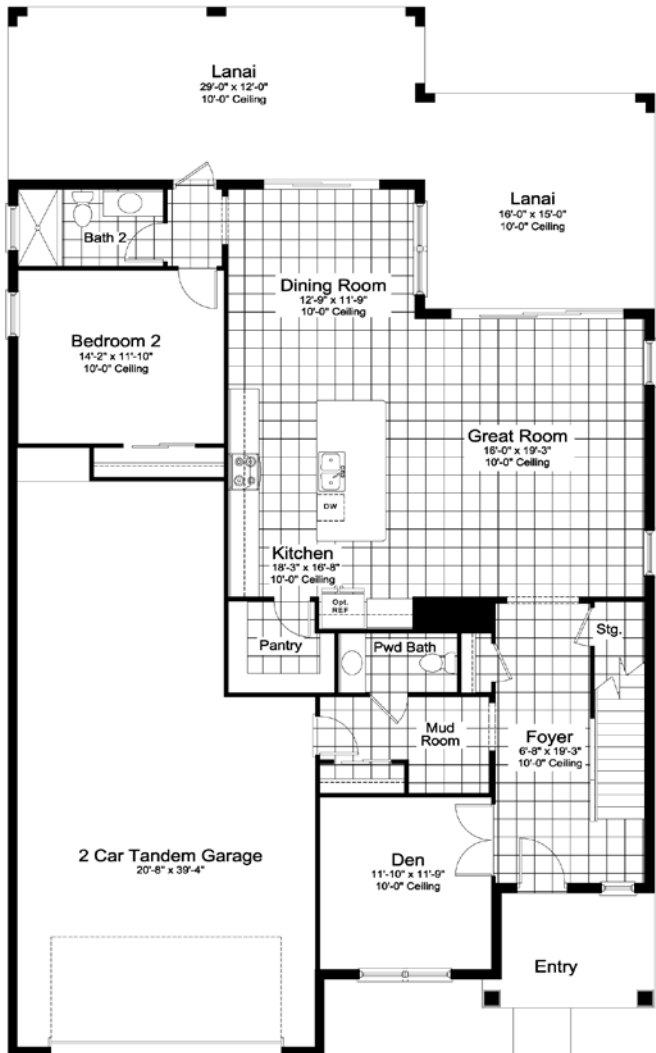 Lanai
29'-0" x 12'-0"
10'-0" Ceiling
Lanai
16'-0" x 15'-0"
10'-0" Ceiling
Bath 2
Dining Room
12'-9" x 11'-9"
10'-0" Ceiling
Bedroom 2
14'-2" x 11'-10"
10'-0" Ceiling
Great Room
16'-0" x 19'-3"
10'-0" Ceiling
DW
Kitchen
18'-3" x 16'-8"
10'-0" Ceiling
Opt.
REF
Stg.
Pantry
Pwd Bath
Mud
Room
Foyer
6'-8" x 19'-3"
10'-0" Ceiling
2 Car Tandem Garage
20'-8" x 39'-4"
Den
11'-10" x 11'-9"
10'-0" Ceiling
Entry